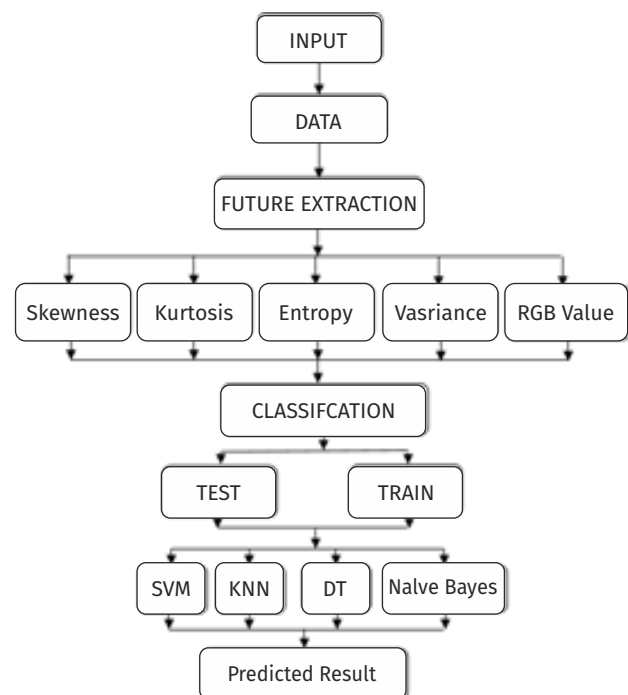 INPUT
DATA
FUTURE EXTRACTION
Skewness
Kurtosis
Entropy
Vasriance
RGB Value
CLASSIFCATION
TEST
TRAIN
SVM
KNN
DT
Nalve Bayes
Predicted Result